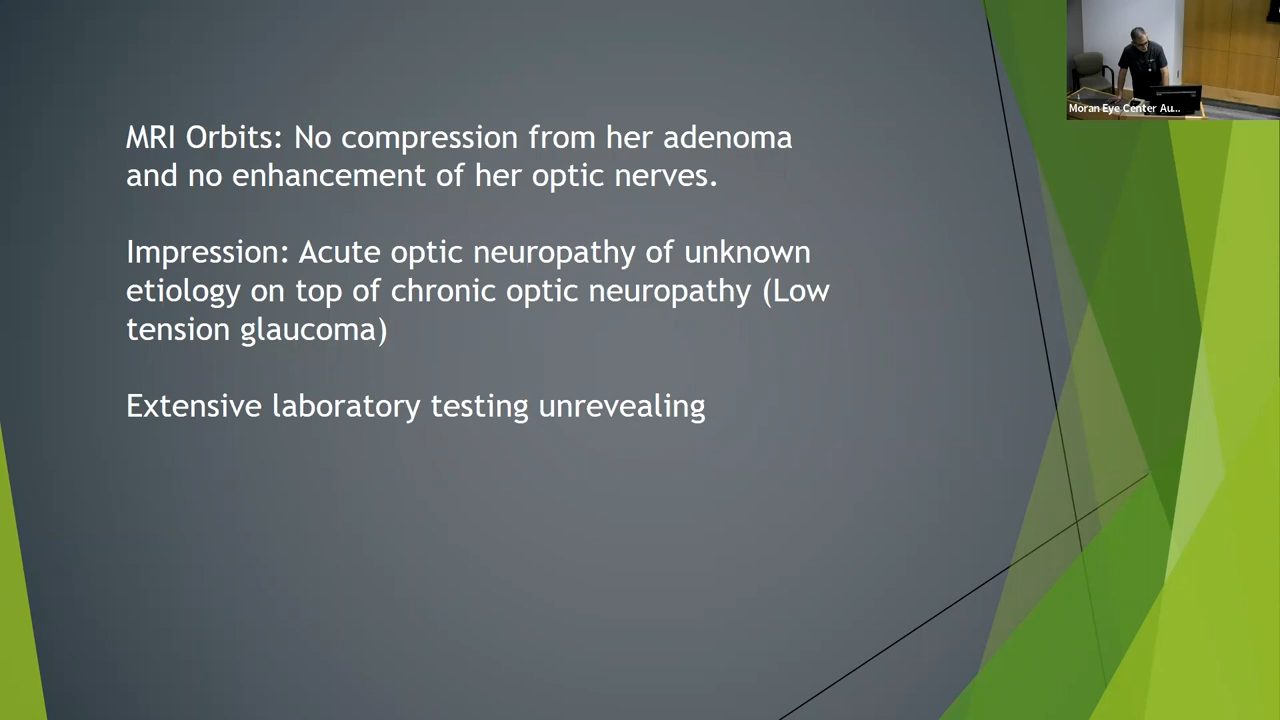 MRI Orbits: No compression from her adenoma
and no enhancement of her optic nerves.
Impression: Acute optic neuropathy of unknown
etiology on top of chronic optic neuropathy (Low
tension glaucoma)
Extensive laboratory testing unrevealing
Moran Eye Center Au...